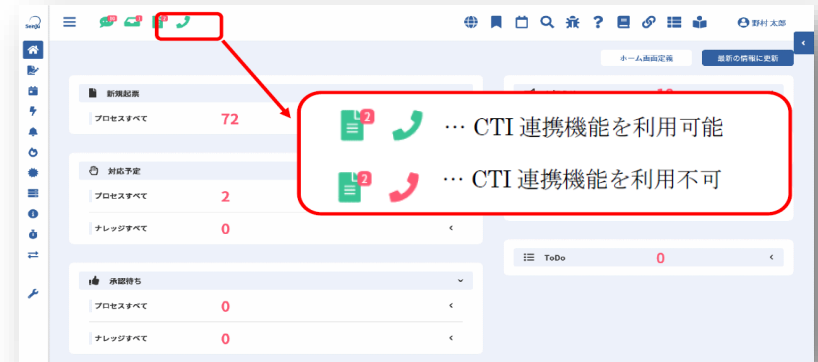 Senju
野村 太郎
ホーム画面定義
最新の情報に更新
新規起票
プロセスすべて 72
2 … CTI 連携機能を利用可能
2 … CTI 連携機能を利用不可
対応予定
プロセスすべて 2
ナレッジすべて 0
ToDo 0
承認待ち
プロセスすべて 0
ナレッジすべて 0